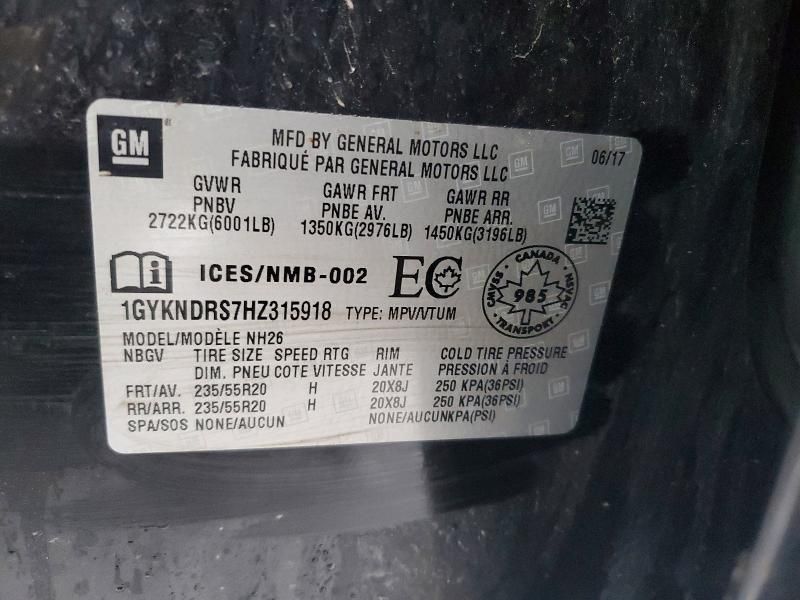 GM
MFD BY GENERAL MOTORS LLC
FABRIQUÉ PAR GENERAL MOTORS LLC
06/17
GVWR GAWR FRT GAWR RR
PNBV PNBE AV. PNBE ARR.
2722KG(6001LB) 1350KG(2976LB) 1450KG(3196LB)
ICES/NMB-002 EC
CANADA
CMVSS 985 NSVAC
TRANSPORT
1GYKNDRS7HZ315918 TYPE: MPV/VTUM
MODEL/MODÈLE NH26
NBGV TIRE SIZE SPEED RTG RIM COLD TIRE PRESSURE
DIM. PNEU COTE VITESSE JANTE PRESSION À FROID
FRT/AV. 235/55R20 H 20X8J 250 KPA(36PSI)
RR/ARR. 235/55R20 H 20X8J 250 KPA(36PSI)
SPA/SOS NONE/AUCUN NONE/AUCUNKPA(PSI)